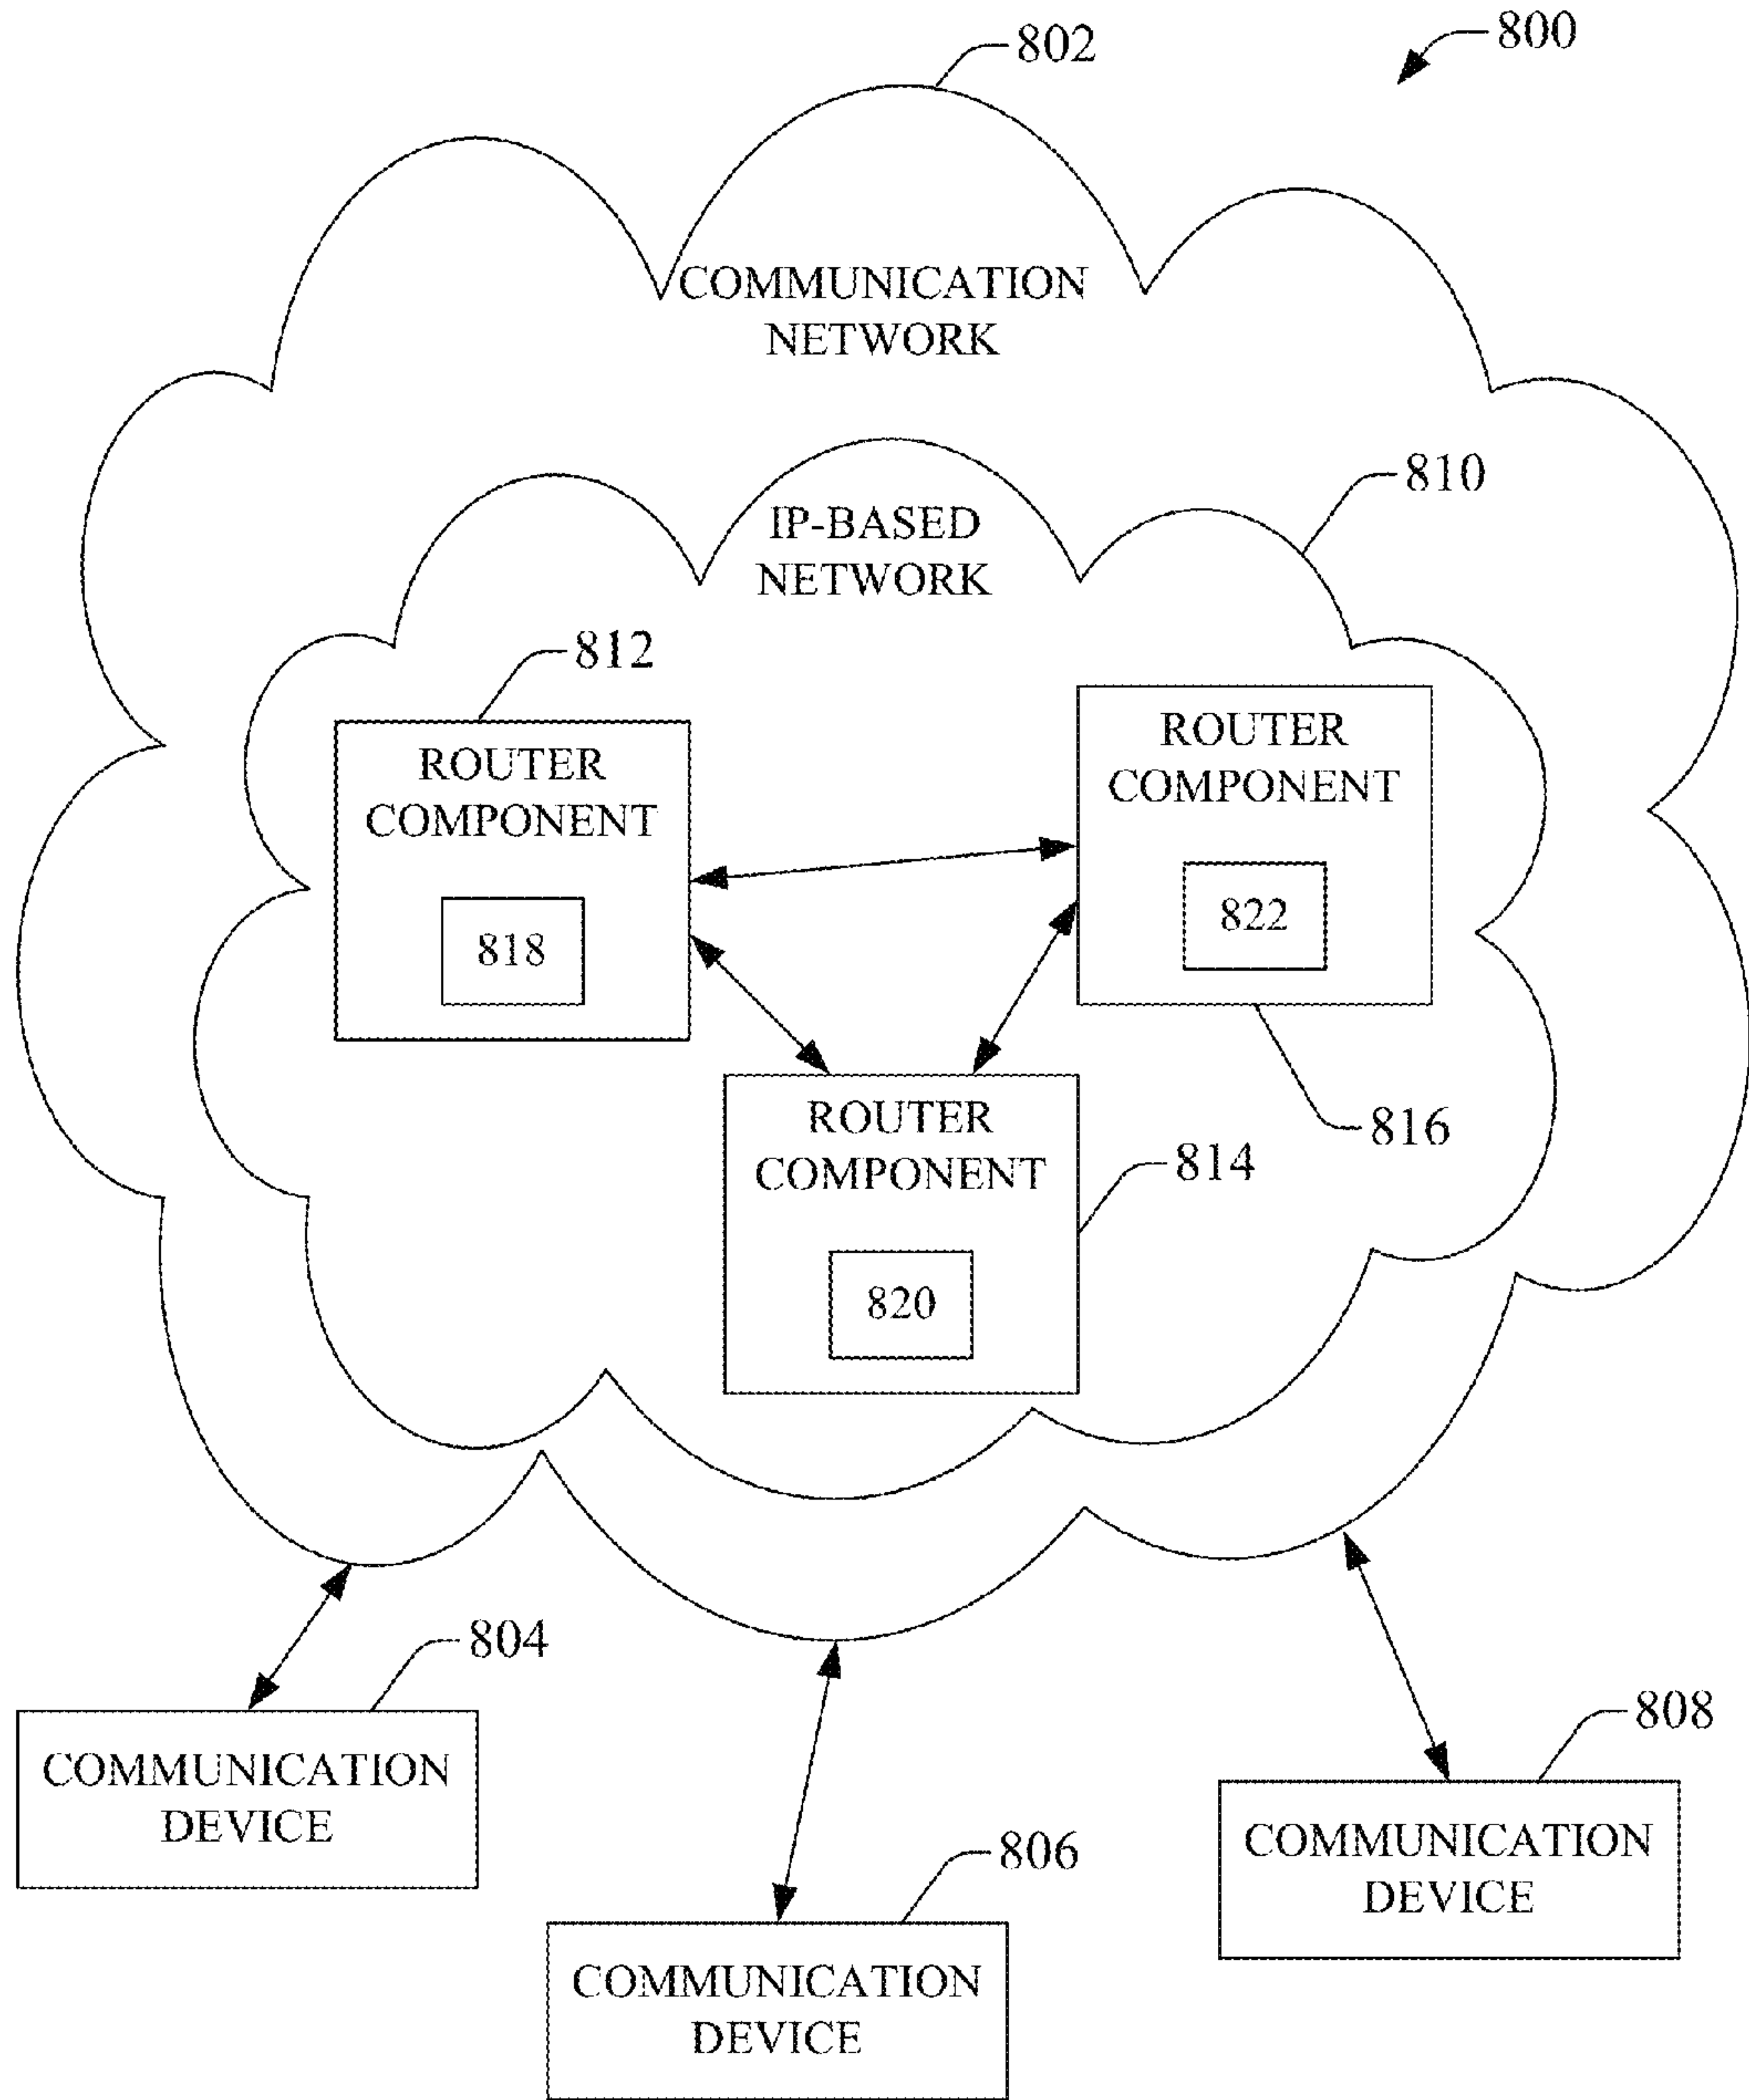 802
800
COMMUNICATION
NETWORK
810
IP-BASED
NETWORK
812
ROUTER
COMPONENT
818
ROUTER
COMPONENT
822
816
ROUTER
COMPONENT
820
814
804
COMMUNICATION
DEVICE
806
COMMUNICATION
DEVICE
808
COMMUNICATION
DEVICE